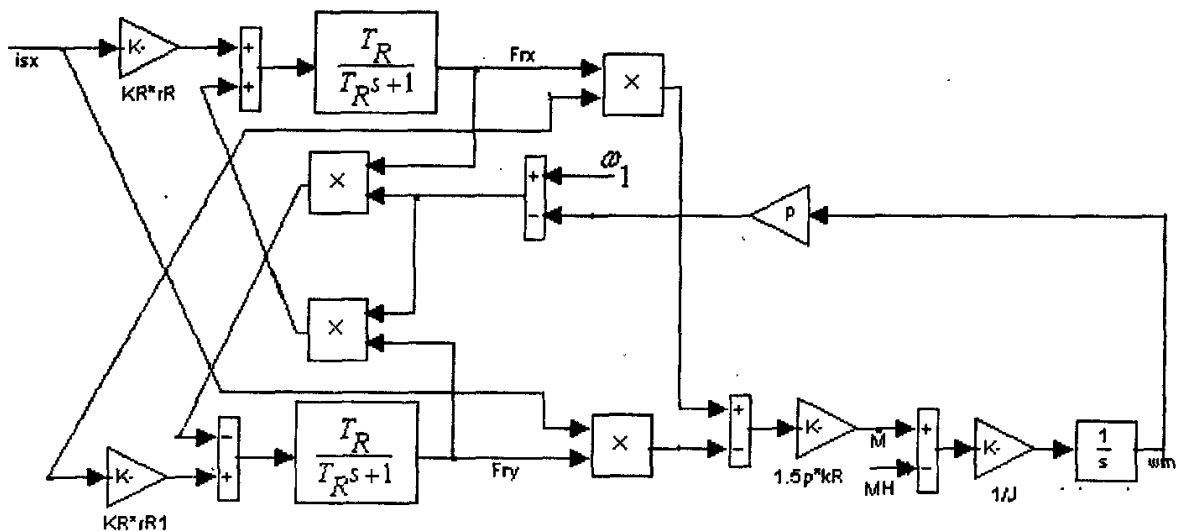 isx
K-
KR*rR
+
+
T_R
T_Rs+1
Frx
×
×
+
−
ω_1
p
×
−
+
K-
KR*rR1
T_R
T_Rs+1
Fry
×
+
−
K-
1.5p*kR
M
MH
+
−
K-
1/J
1
s
wm